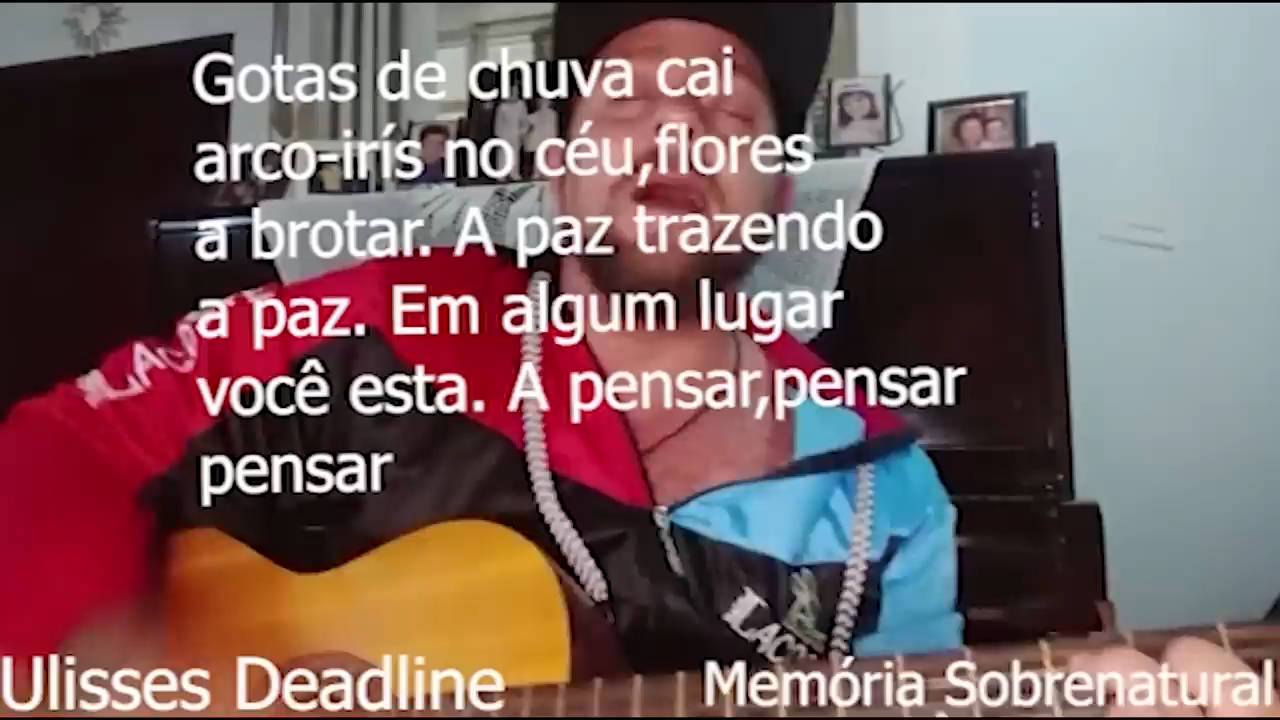 Gotas de chuva cai
arco-irís no céu,flores
a brotar. A paz trazendo
a paz. Em algum lugar
você esta. A pensar,pensar
pensar
Ulisses Deadline
Memória Sobrenatural